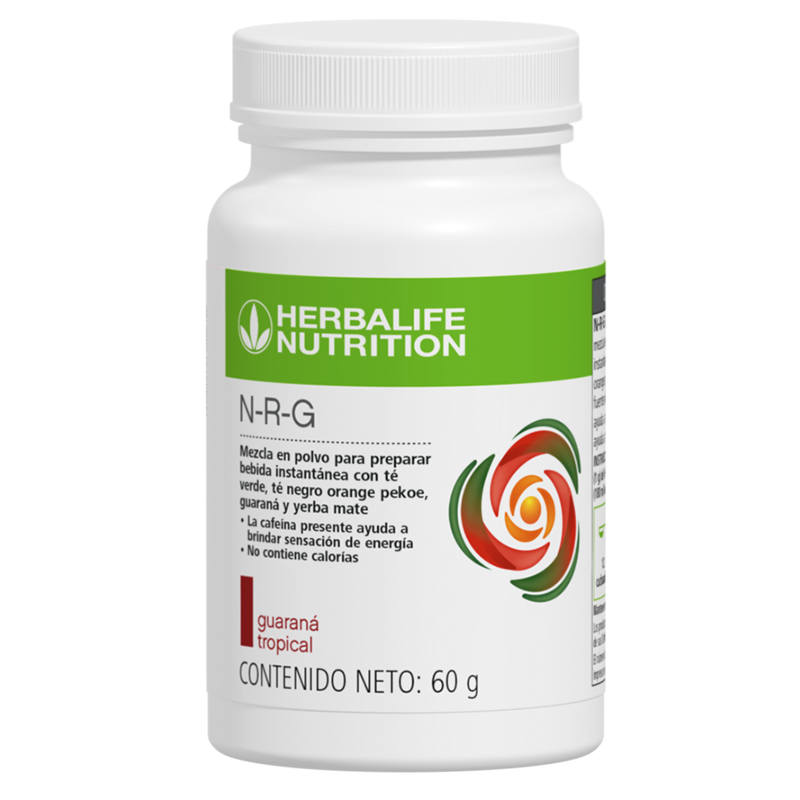 HERBALIFE
NUTRITION
N-R-G
Mezcla en polvo para preparar
bebida instantánea con té
verde, té negro orange pekoe,
guaraná y yerba mate
• La cafeína presente ayuda a
brindar sensación de energía
• No contiene calorías
guaraná
tropical
CONTENIDO NETO: 60 g
N-R-G